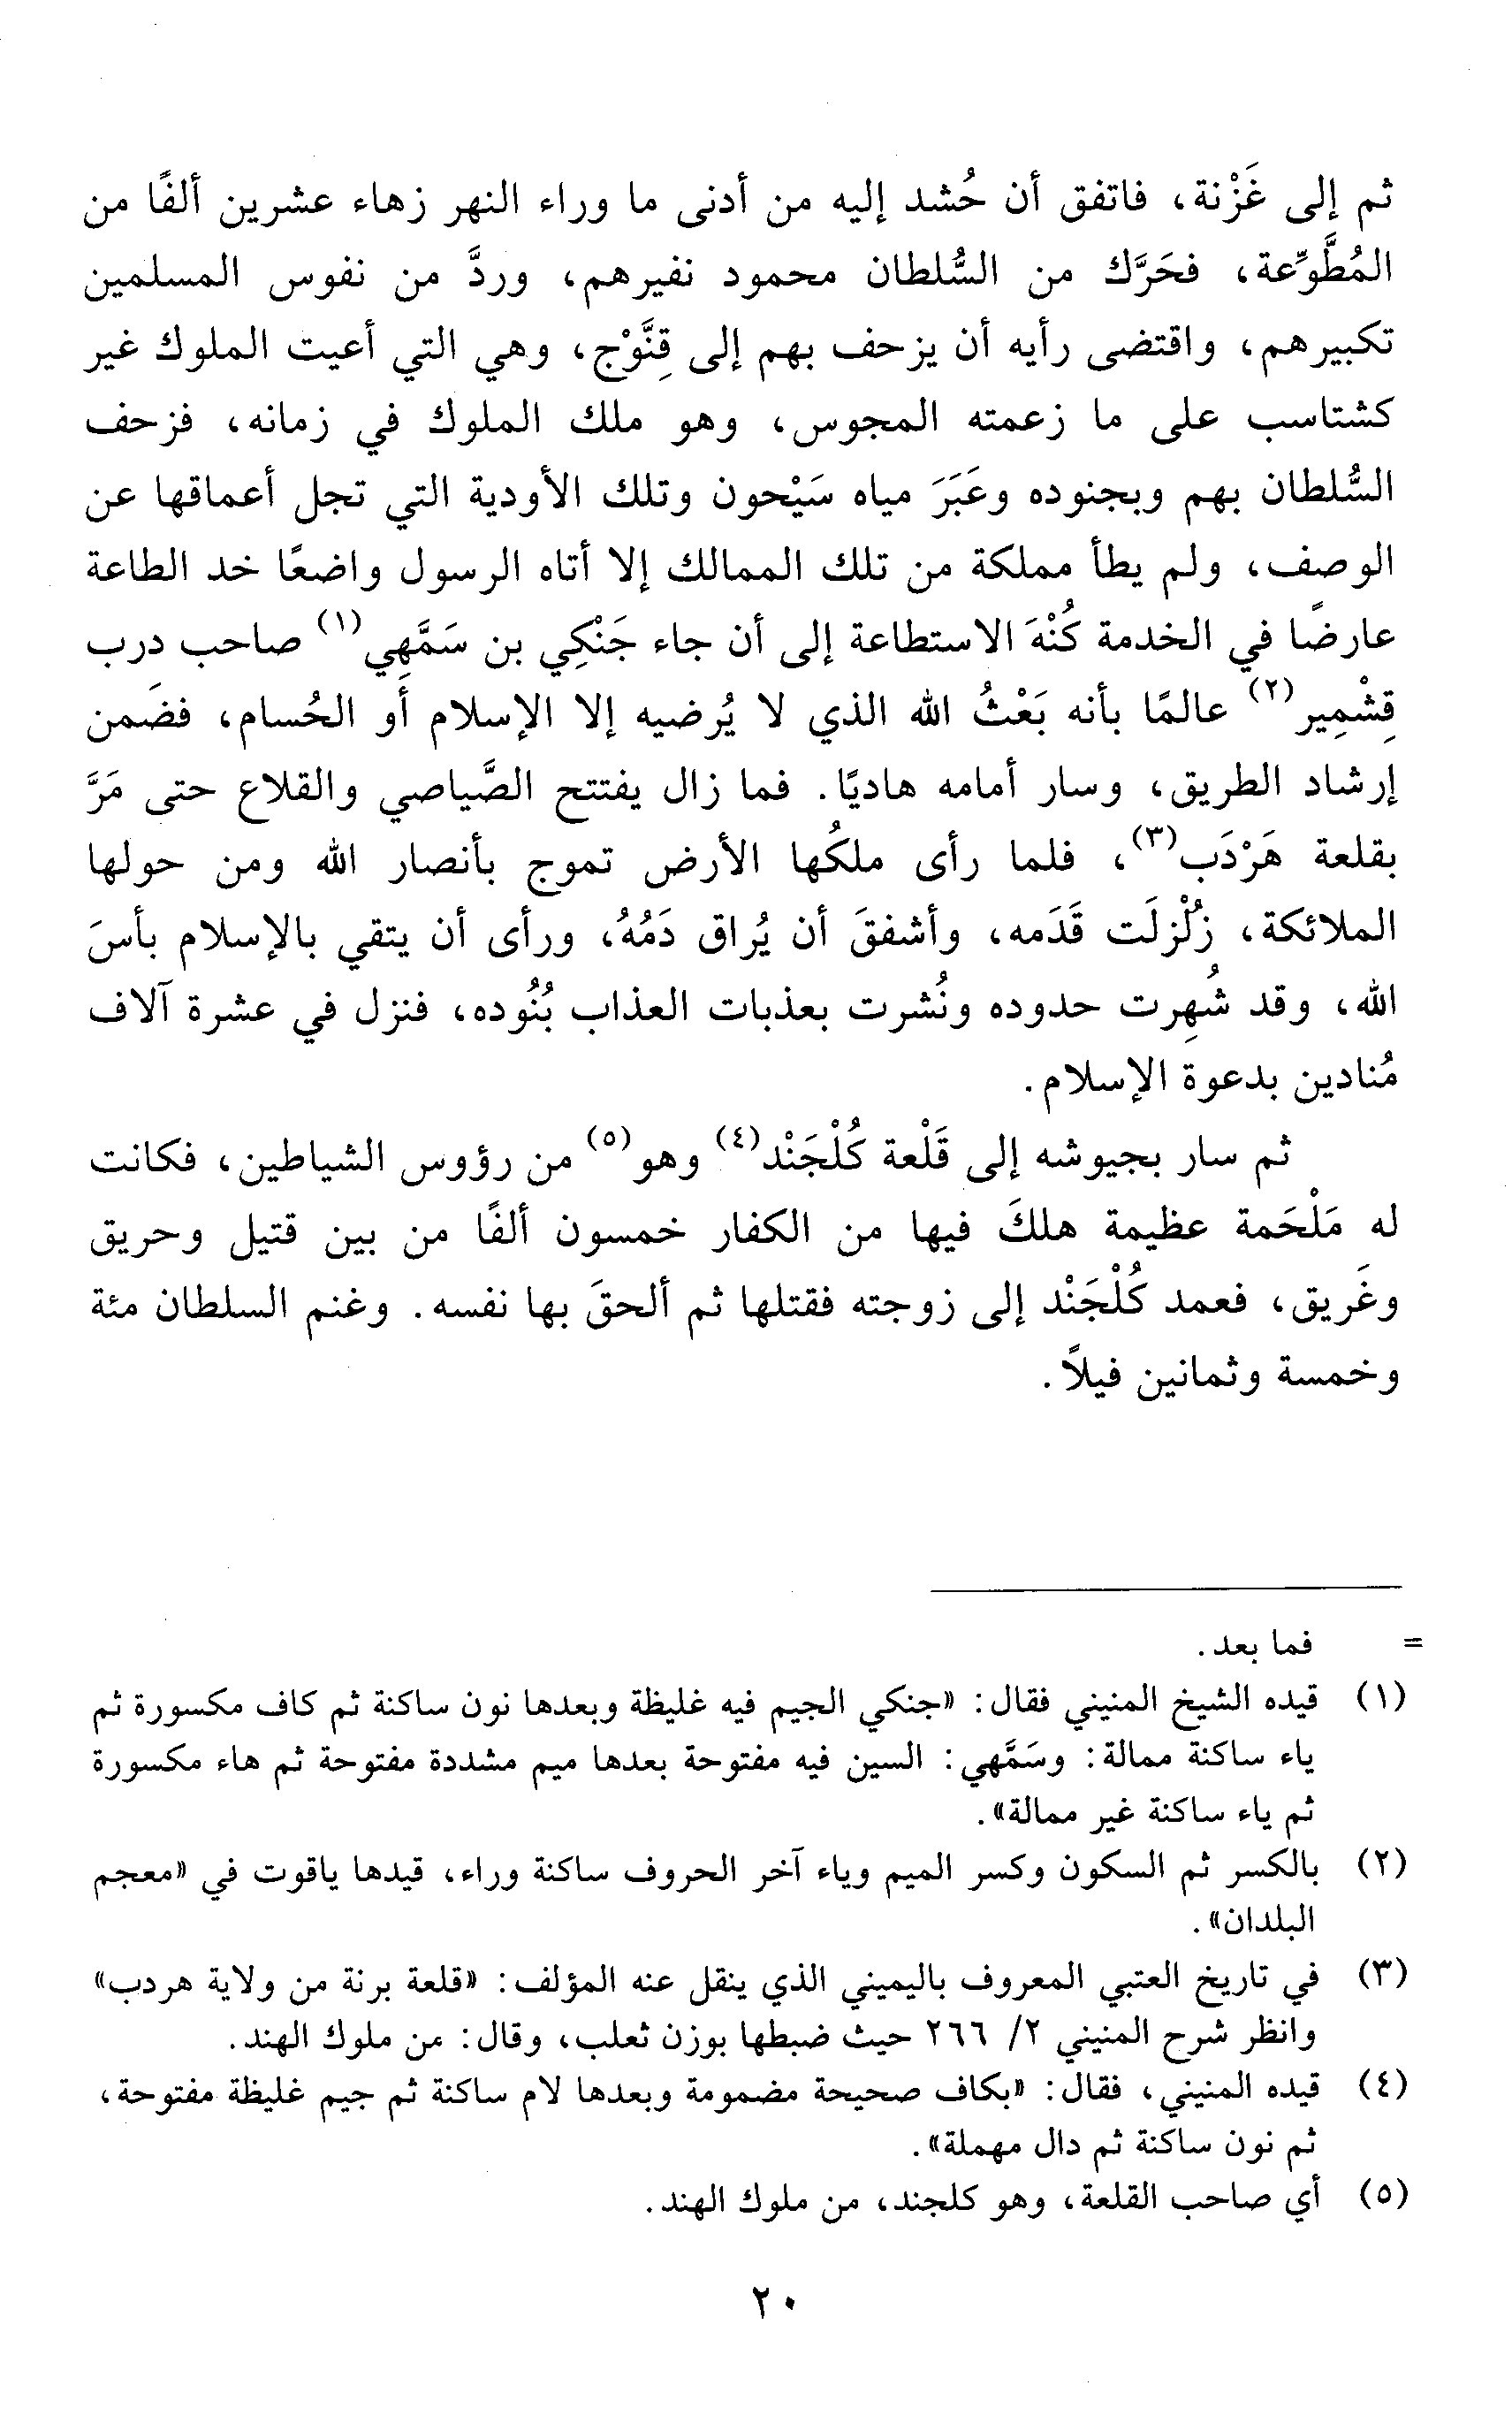 ثم إلى غَزْنة، فاتفق أن حُشد إليه من أدنى ما وراء النهر زهاء عشرين ألفًا من
المُطَّوِّعة، فحَرَّك من السُّلطان محمود نفيرهم، وردَّ من نفوس المسلمين
تكبيرهم، واقتضى رأيه أن يزحف بهم إلى قِنَّوْج، وهي التي أعيت الملوك غير
كشتاسب على ما زعمته المجوس، وهو ملك الملوك في زمانه، فزحف
السُّلطان بهم وبجنوده وعَبَرَ مياه سَيْحون وتلك الأودية التي تجل أعماقها عن
الوصف، ولم يطأ مملكة من تلك الممالك إلا أتاه الرسول واضعًا خد الطاعة
عارضًا في الخدمة كُنْهَ الاستطاعة إلى أن جاء جَنْكِي بن سَمَّهِي(١) صاحب درب
قِشْمِير(٢) عالمًا بأنه بَعْثُ الله الذي لا يُرضيه إلا الإسلام أو الحُسام، فضَمن
إرشاد الطريق، وسار أمامه هاديًا. فما زال يفتتح الصَّياصي والقلاع حتى مَرَّ
بقلعة هَرْدَب(٣)، فلما رأى ملكُها الأرض تموج بأنصار الله ومن حولها
الملائكة، زُلْزلَت قَدَمه، وأشفقَ أن يُراق دَمُهُ، ورأى أن يتقي بالإسلام بأسَ
الله، وقد شُهِرت حدوده ونُشرت بعذبات العذاب بُنُوده، فنزل في عشرة آلاف
مُنادين بدعوة الإسلام.
ثم سار بجيوشه إلى قَلْعة كُلْجَنْد(٤) وهو(٥) من رؤوس الشياطين، فكانت
له مَلْحَمة عظيمة هلكَ فيها من الكفار خمسون ألفًا من بين قتيل وحريق
وغَريق، فعمد كُلْجَنْد إلى زوجته فقتلها ثم ألحقَ بها نفسه. وغنم السلطان مئة
وخمسة وثمانين فيلاً.
= فما بعد.
(١) قيده الشيخ المنيني فقال: «جنكي الجيم فيه غليظة وبعدها نون ساكنة ثم كاف مكسورة ثم
ياء ساكنة ممالة: وسَمَّهي: السين فيه مفتوحة بعدها ميم مشددة مفتوحة ثم هاء مكسورة
ثم ياء ساكنة غير ممالة».
(٢) بالكسر ثم السكون وكسر الميم وياء آخر الحروف ساكنة وراء، قيدها ياقوت في «معجم
البلدان».
(٣) في تاريخ العتبي المعروف باليميني الذي ينقل عنه المؤلف: «قلعة برنة من ولاية هردب»
وانظر شرح المنيني ٢/ ٢٦٦ حيث ضبطها بوزن ثعلب، وقال: من ملوك الهند.
(٤) قيده المنيني، فقال: «بكاف صحيحة مضمومة وبعدها لام ساكنة ثم جيم غليظة مفتوحة،
ثم نون ساكنة ثم دال مهملة».
(٥) أي صاحب القلعة، وهو كلجند، من ملوك الهند.
٢٠